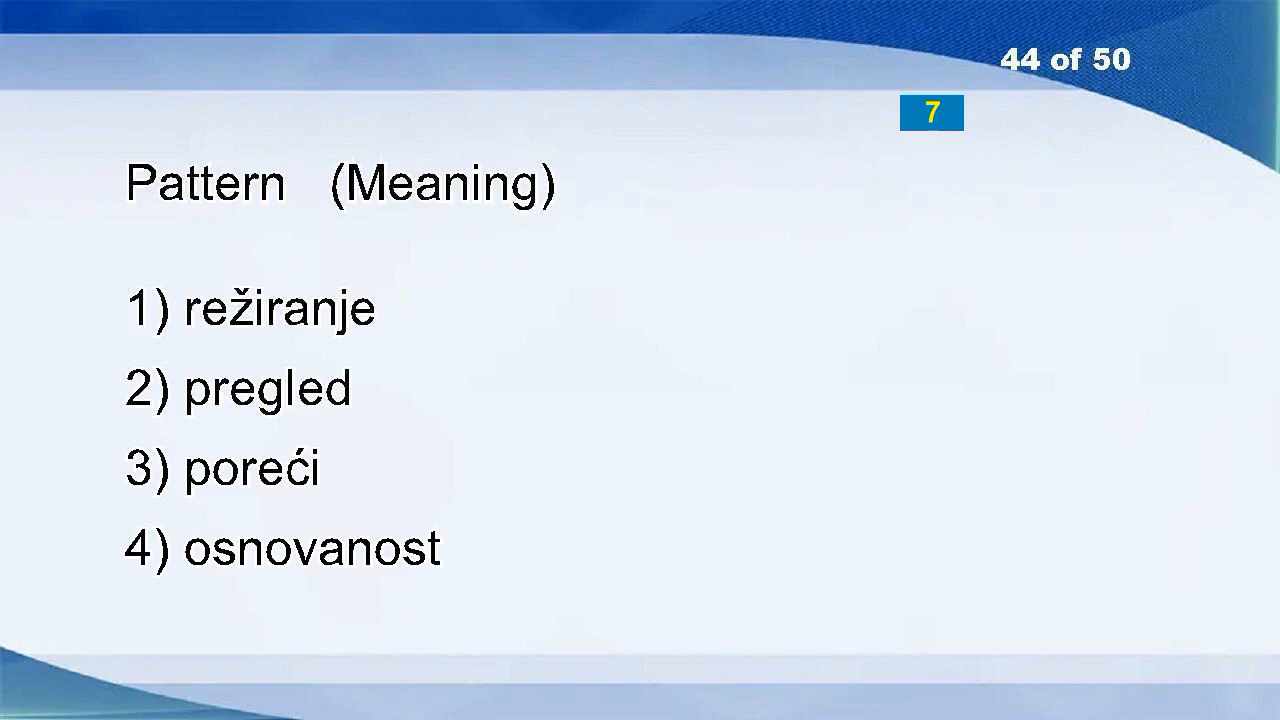 44 of 50
7
Pattern (Meaning)
1) režiranje
2) pregled
3) poreći
4) osnovanost